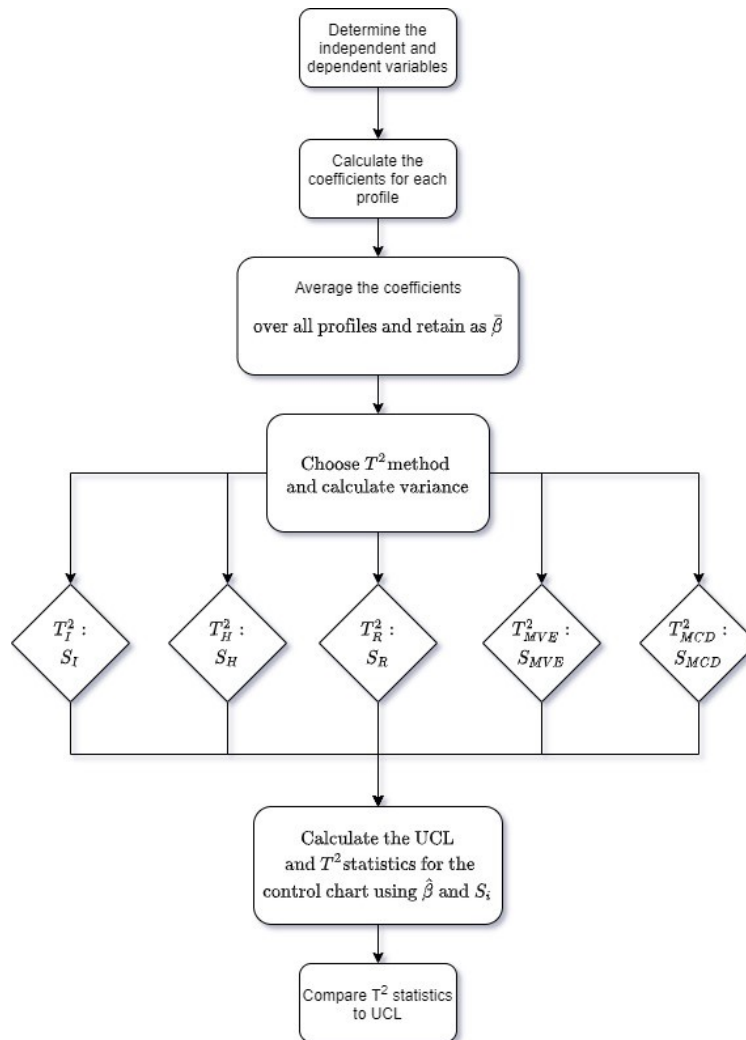 Determine the
independent and
dependent variables
Calculate the
coefficients for each
profile
Average the coefficients
over all profiles and retain as β̄
Choose T² method
and calculate variance
T²_I :
S_I
T²_H :
S_H
T²_R :
S_R
T²_MVE :
S_MVE
T²_MCD :
S_MCD
Calculate the UCL
and T² statistics for the
control chart using β̂ and S_i
Compare T² statistics
to UCL